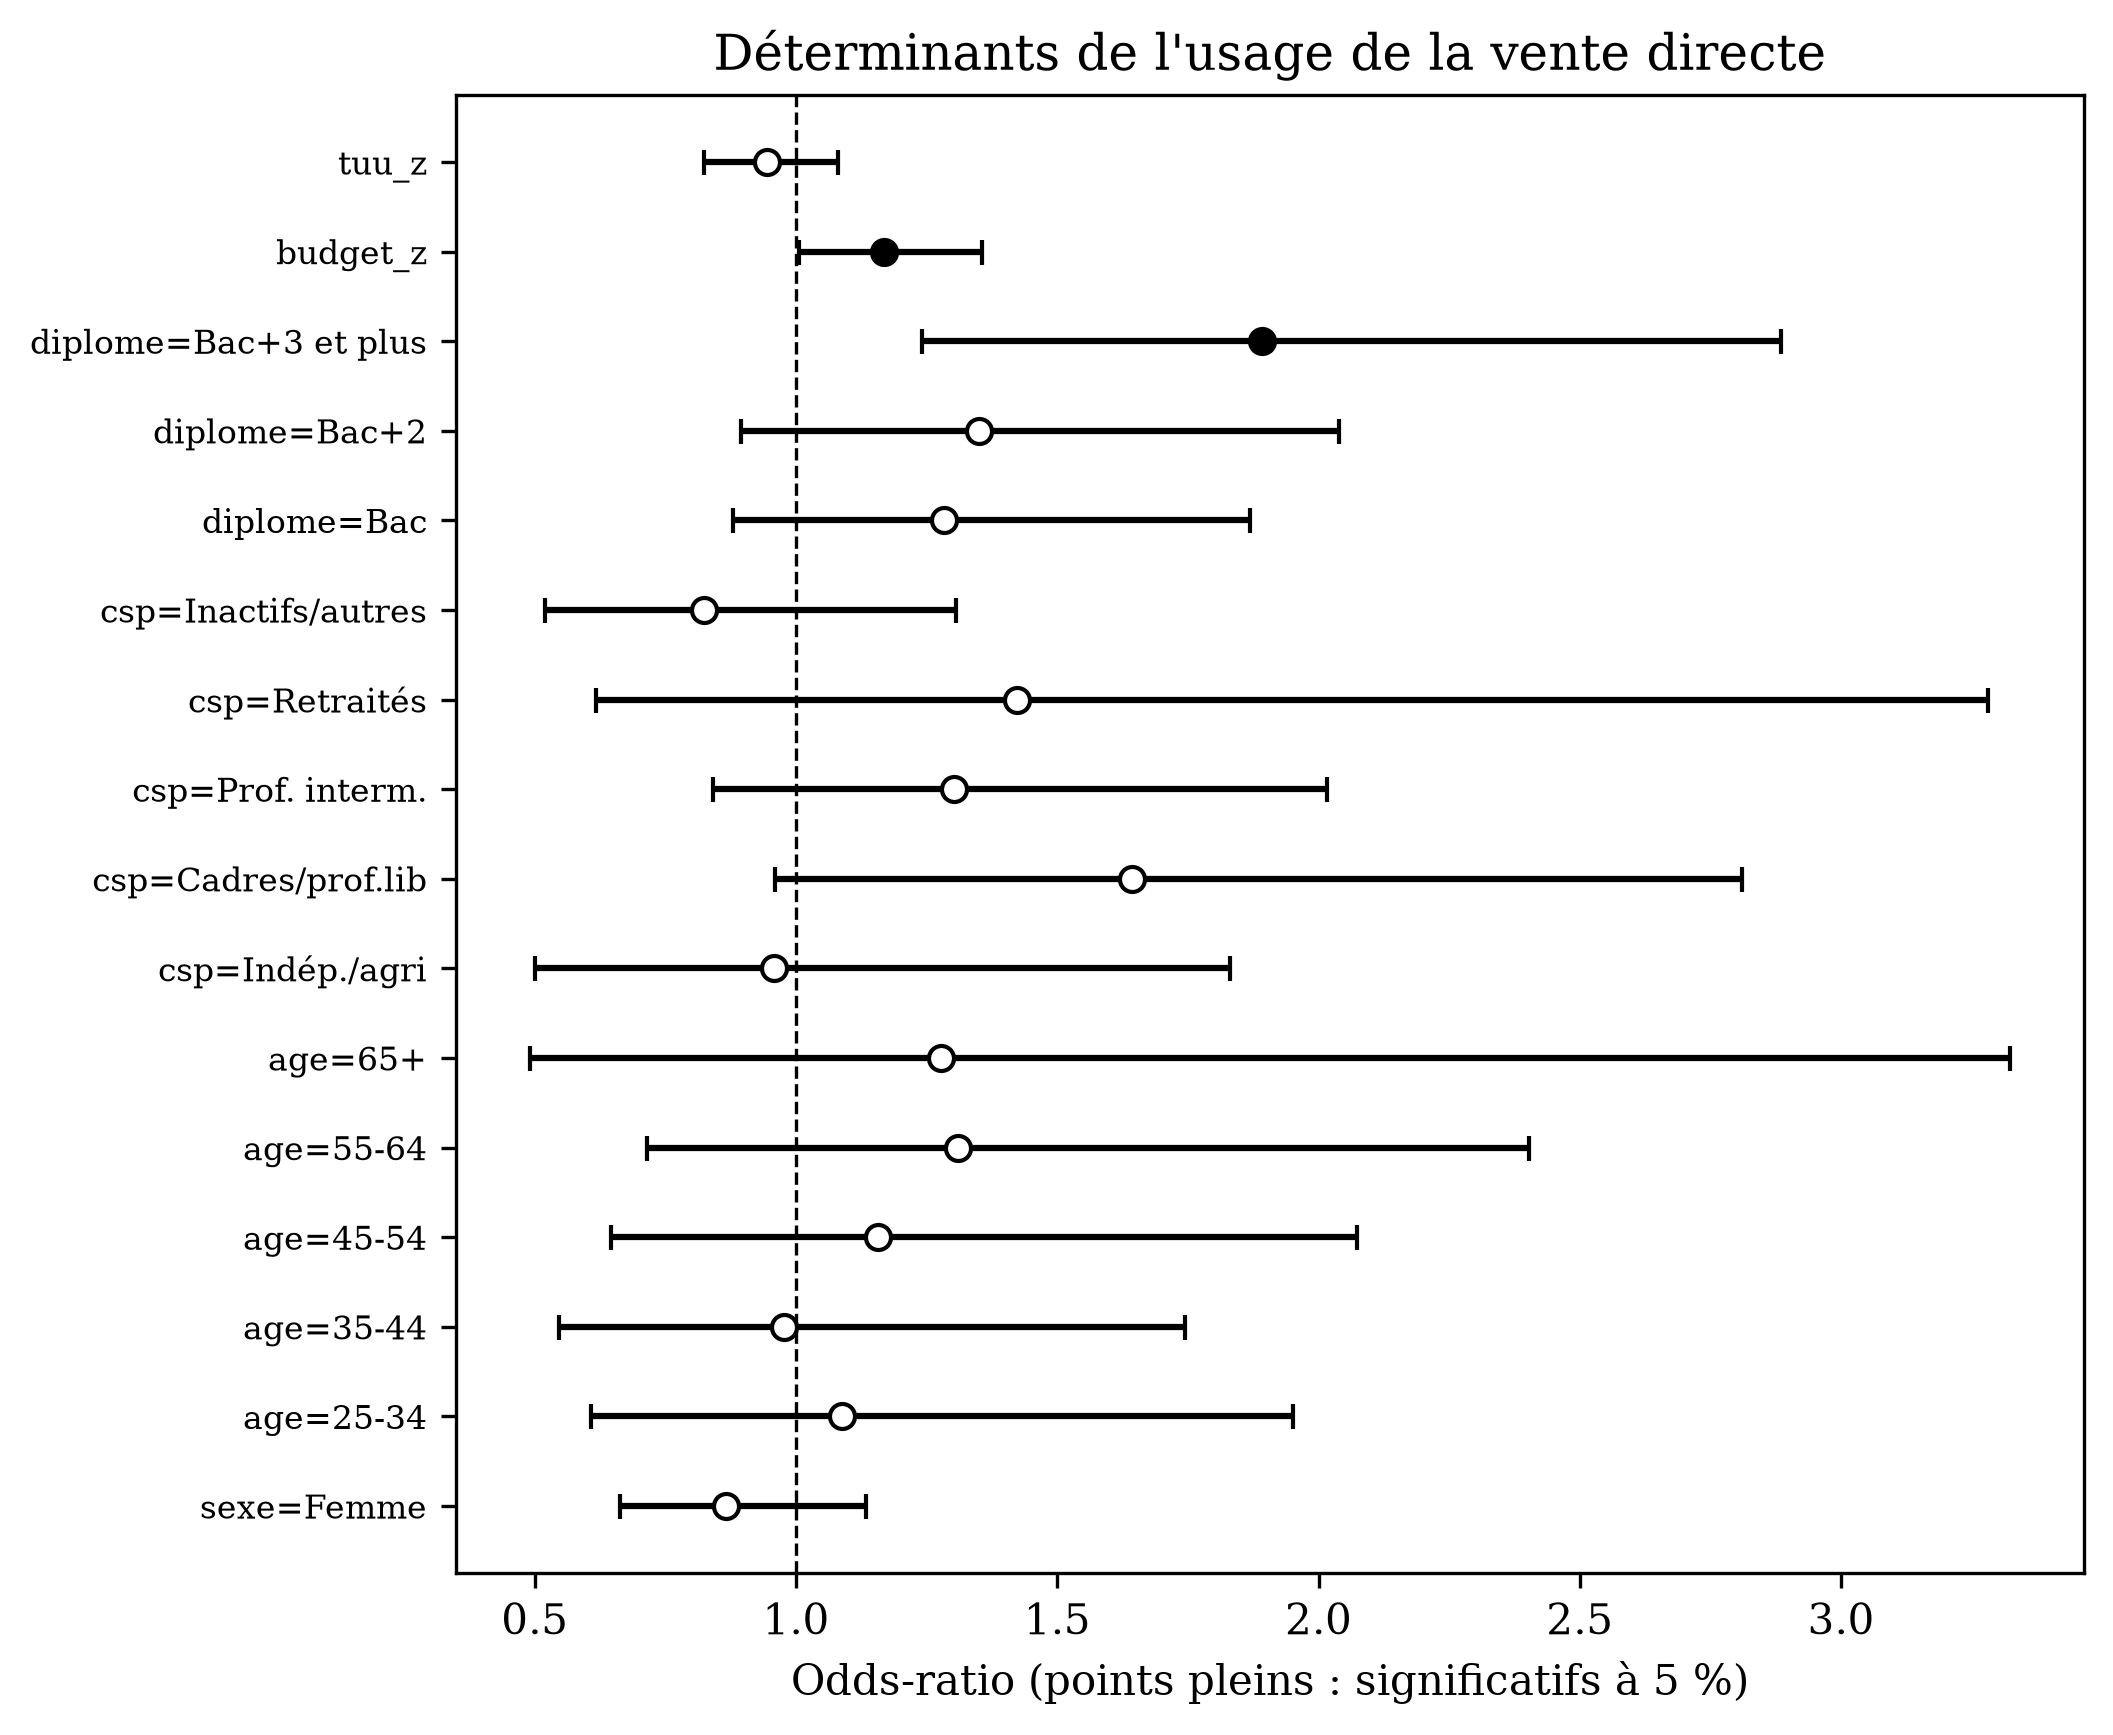 Déterminants de l'usage de la vente directe
tuu_z
budget_z
diplome=Bac+3 et plus
diplome=Bac+2
diplome=Bac
csp=Inactifs/autres
csp=Retraités
csp=Prof. interm.
csp=Cadres/prof.lib
csp=Indép./agri
age=65+
age=55-64
age=45-54
age=35-44
age=25-34
sexe=Femme
0.5 1.0 1.5 2.0 2.5 3.0
Odds-ratio (points pleins : significatifs à 5 %)